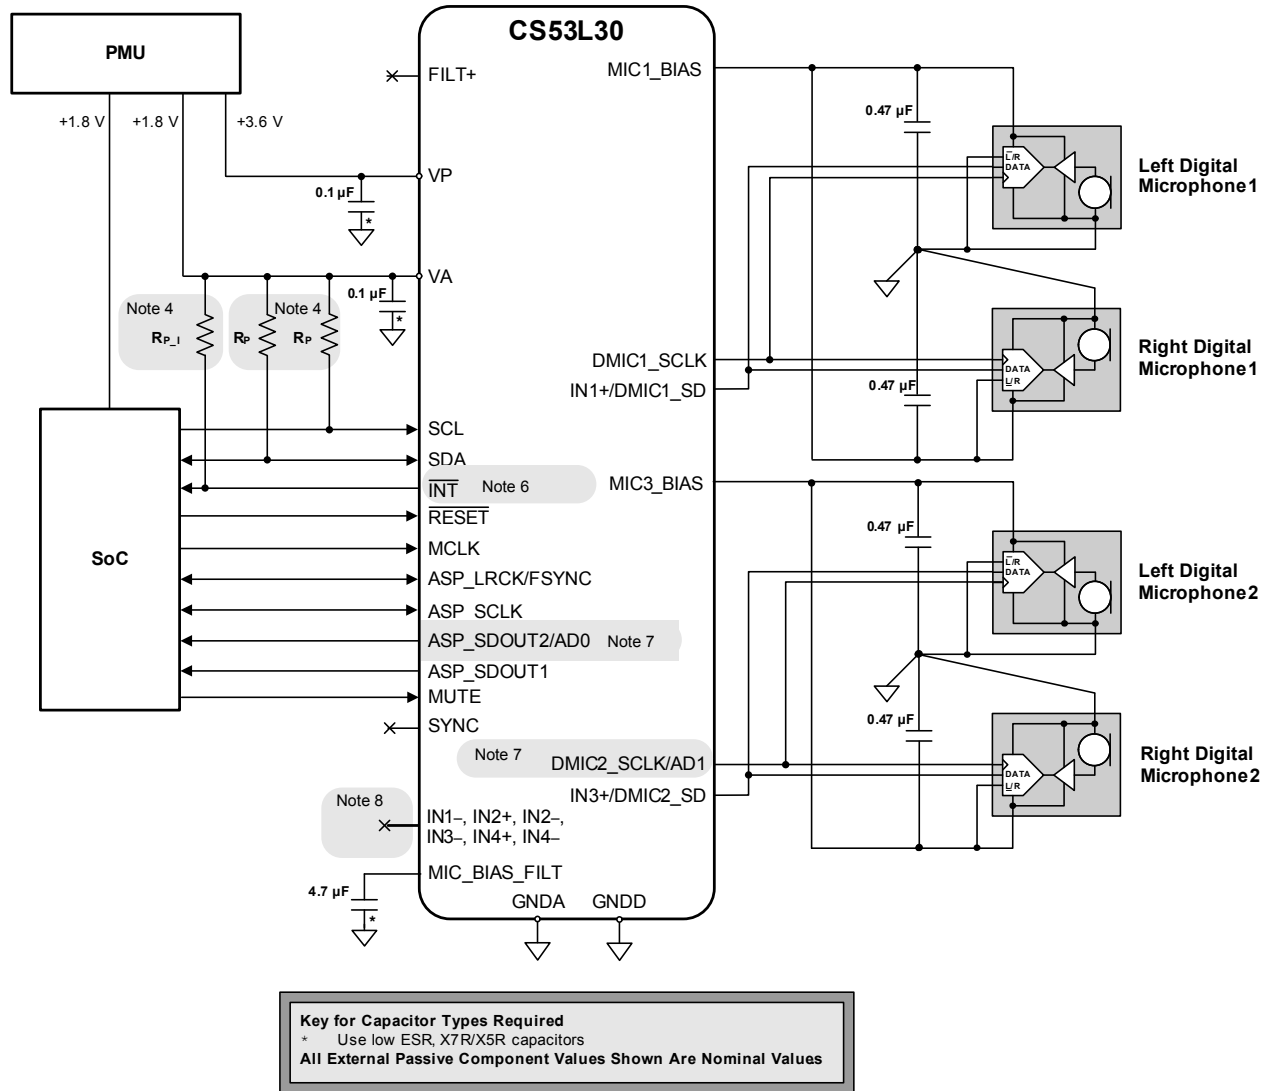 CS53L30
PMU
FILT+
MIC1_BIAS
+1.8 V
+1.8 V
+3.6 V
0.47 µF
L/R
DATA
Left Digital
Microphone1
VP
0.1 µF
*
VA
0.1 µF
*
Note 4
RP_I
Note 4
RP
RP
DMIC1_SCLK
IN1+/DMIC1_SD
0.47 µF
DATA
L/R
Right Digital
Microphone1
SoC
SCL
SDA
INT
Note 6
RESET
MCLK
ASP_LRCK/FSYNC
ASP_SCLK
ASP_SDOUT2/AD0
Note 7
ASP_SDOUT1
MUTE
SYNC
MIC3_BIAS
0.47 µF
L/R
DATA
Left Digital
Microphone2
0.47 µF
Note 7
DMIC2_SCLK/AD1
IN3+/DMIC2_SD
DATA
L/R
Right Digital
Microphone2
Note 8
IN1–, IN2+, IN2–,
IN3–, IN4+, IN4–
MIC_BIAS_FILT
4.7 µF
*
GNDA
GNDD
Key for Capacitor Types Required
* Use low ESR, X7R/X5R capacitors
All External Passive Component Values Shown Are Nominal Values